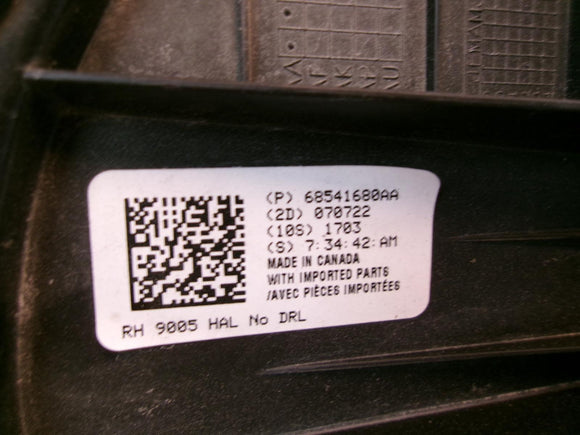 (P) 68541680AA
(2D) 070722
(10S) 1703
(S) 7:34:42:AM
MADE IN CANADA
WITH IMPORTED PARTS
/AVEC PIÈCES IMPORTÉES
RH 9005 HAL No DRL